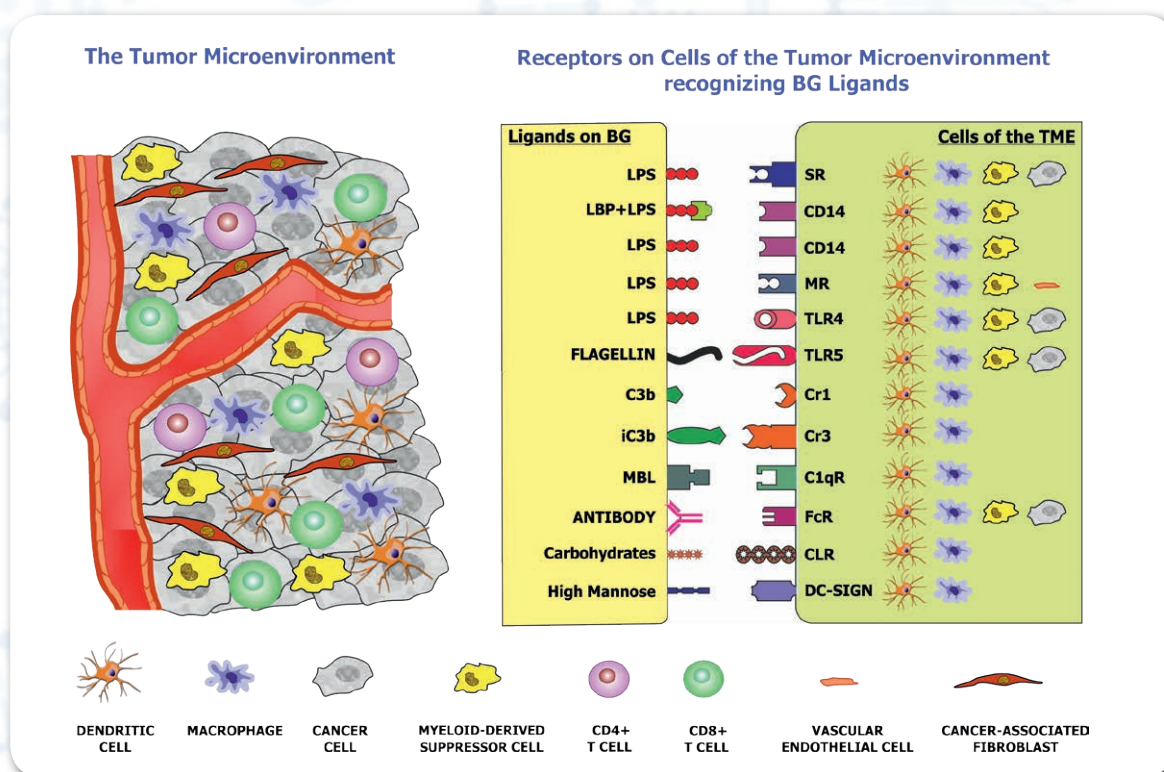 The Tumor Microenvironment
Receptors on Cells of the Tumor Microenvironment
recognizing BG Ligands
Ligands on BG
Cells of the TME
LPS
SR
LBP+LPS
CD14
LPS
CD14
LPS
MR
LPS
TLR4
FLAGELLIN
TLR5
C3b
Cr1
iC3b
Cr3
MBL
C1qR
ANTIBODY
FcR
Carbohydrates
CLR
High Mannose
DC-SIGN
DENDRITIC
CELL
MACROPHAGE
CANCER
CELL
MYELOID-DERIVED
SUPPRESSOR CELL
CD4+
T CELL
CD8+
T CELL
VASCULAR
ENDOTHELIAL CELL
CANCER-ASSOCIATED
FIBROBLAST